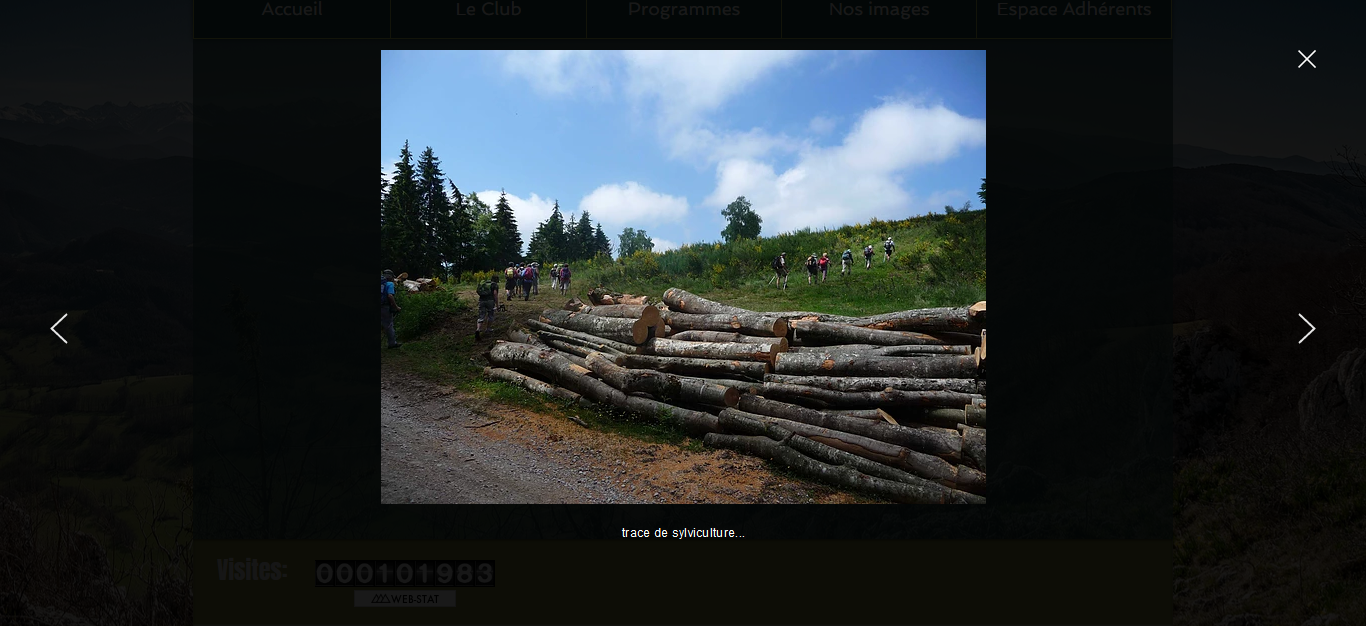 Accueil
Le Club
Programmes
Nos images
Espace Adhérents
trace de sylviculture...
Visites:
000101983
WEB-STAT